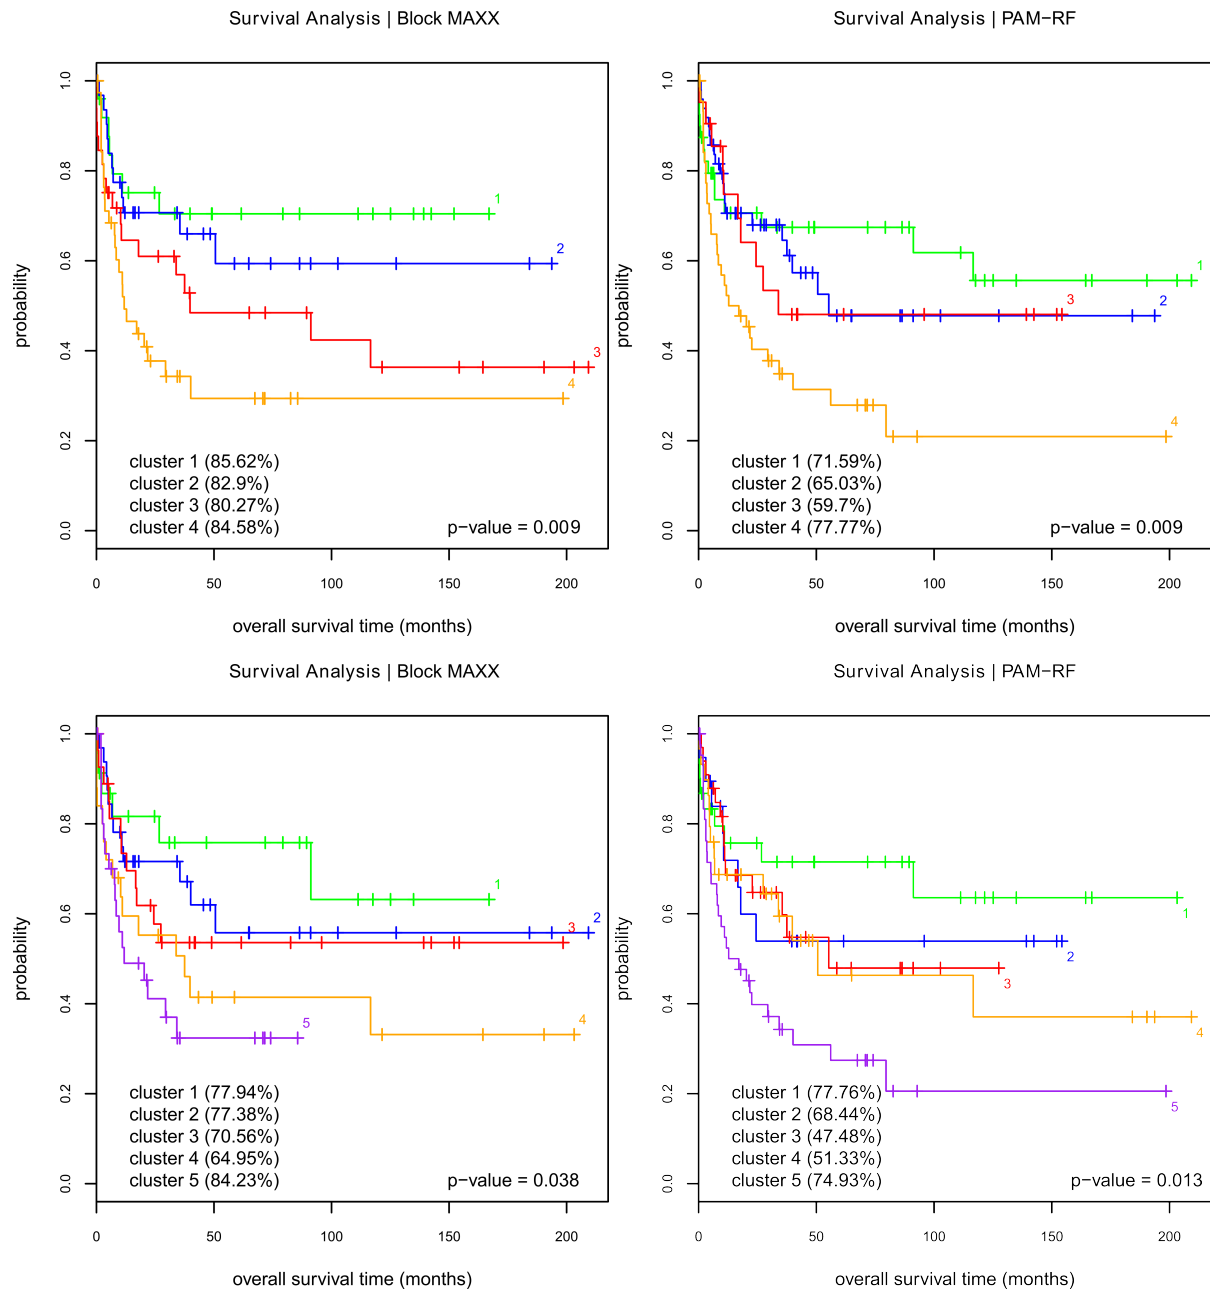 Survival Analysis | Block MAXX
probability
0.0 0.2 0.4 0.6 0.8 1.0
1
2
3
4
cluster 1 (85.62%)
cluster 2 (82.9%)
cluster 3 (80.27%)
cluster 4 (84.58%)
p−value = 0.009
0 50 100 150 200
overall survival time (months)
Survival Analysis | PAM−RF
probability
0.0 0.2 0.4 0.6 0.8 1.0
1
3
2
4
cluster 1 (71.59%)
cluster 2 (65.03%)
cluster 3 (59.7%)
cluster 4 (77.77%)
p−value = 0.009
0 50 100 150 200
overall survival time (months)
Survival Analysis | Block MAXX
probability
0.0 0.2 0.4 0.6 0.8 1.0
1
2
3
4
5
cluster 1 (77.94%)
cluster 2 (77.38%)
cluster 3 (70.56%)
cluster 4 (64.95%)
cluster 5 (84.23%)
p−value = 0.038
0 50 100 150 200
overall survival time (months)
Survival Analysis | PAM−RF
probability
0.0 0.2 0.4 0.6 0.8 1.0
1
2
3
4
5
cluster 1 (77.76%)
cluster 2 (68.44%)
cluster 3 (47.48%)
cluster 4 (51.33%)
cluster 5 (74.93%)
p−value = 0.013
0 50 100 150 200
overall survival time (months)